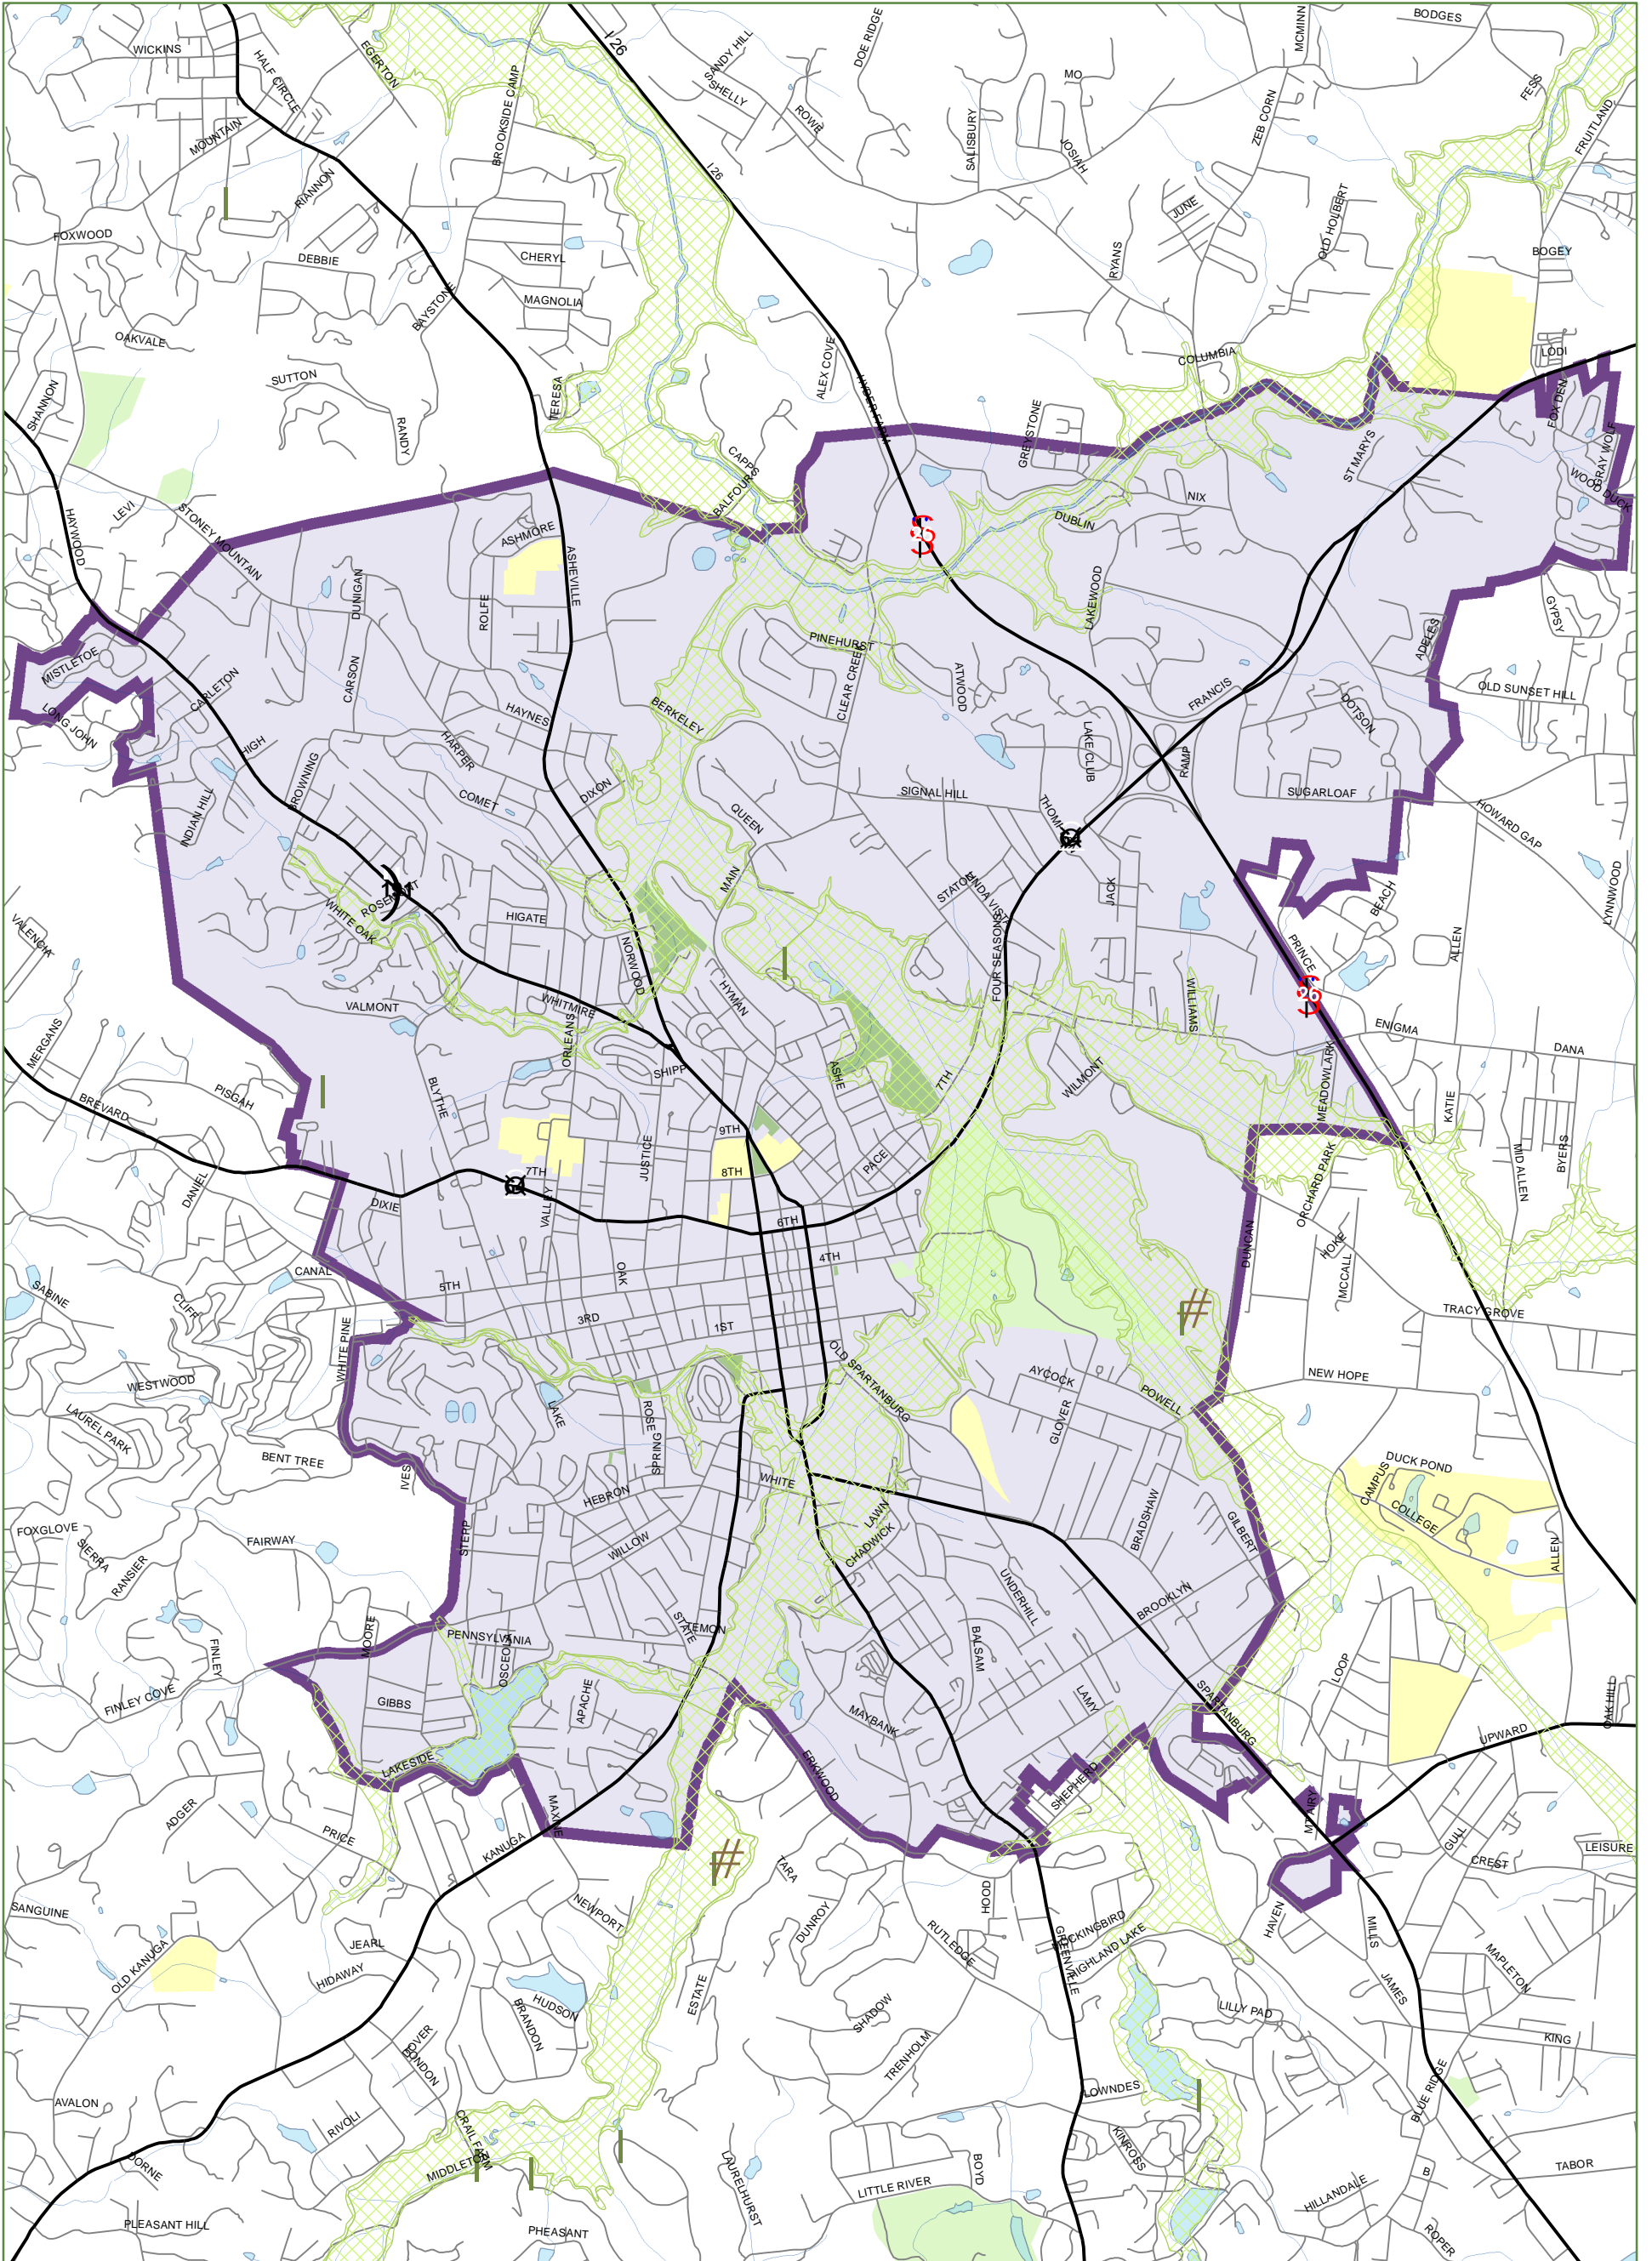 WICKINS
HALF CIRCLE
EGERTON
BROOKSIDE CAMP
I 26
SANDY HILL
SHELLY
DOE RIDGE
ROWE
SALISBURY
MO
JOSIAH
MCMINN
BODGES
ZEB CORN
FESS
FRUITLAND
MOUNTAIN
RIANNON
I 26
JUNE
OLD HOLBERT
FOXWOOD
DEBBIE
CHERYL
RYANS
BOGEY
MAGNOLIA
BAYSTONE
OAKVALE
SHANNON
SUTTON
RANDY
TERESA
ALEX COVE
HYDER FARM
COLUMBIA
LODI
FOX DEN
GREYSTONE
ST MARYS
GRAY WOLF
WOOD DUCK
CAPPS
BALFOUR
NIX
DUBLIN
LEVI
STONEY MOUNTAIN
HAYWOOD
ASHMORE
ASHEVILLE
DUNIGAN
ROLFE
26
LAKEWOOD
GYPSY
ADELES
MISTLETOE
LONG JOHN
CARLETON
CARSON
PINEHURST
CLEAR CREEK
ATWOOD
FRANCIS
DOTSON
OLD SUNSET HILL
HAYNES
BERKELEY
HARPER
HIGH
LAKE CLUB
RAMP
BROWNING
COMET
DIXON
SIGNAL HILL
SUGARLOAF
INDIAN HILL
QUEEN
64
HOWARD GAP
MAIN
191
WHITE OAK
HIGATE
STATON
LINDA VISTA
JACK
BEACH
LYNNWOOD
VALENCIA
NORWOOD
HYMAN
FOUR SEASONS
PRINCE
ALLEN
VALMONT
WHITMIRE
ORLEANS
WILLIAMS
26
ENIGMA
DANA
MERGANS
SHIPP
ASHE
7TH
WILMONT
MEADOWLARK
KATIE
BREVARD
PISGAH
BLYTHE
9TH
JUSTICE
8TH
PACE
MID ALLEN
BYERS
DANIEL
64
7TH
VALLEY
DIXIE
ORCHARD PARK
6TH
DUNCAN
HOKE
MCCALL
4TH
SABINE
CANAL
CLIFF
5TH
OAK
#
TRACY GROVE
3RD
1ST
WHITE PINE
OLD SPARTANBURG
WESTWOOD
AYCOCK
POWELL
NEW HOPE
LAUREL PARK
LAKE
ROSE
SPRING
GLOVER
BENT TREE
IVES
WHITE
DUCK POND
CAMPUS
COLLEGE
HEBRON
LAWN
CHADWICK
BRADSHAW
GILBERT
FOXGLOVE
SIERRA
RANSIER
FAIRWAY
STEPP
WILLOW
UNDERHILL
BROOKLYN
ALLEN
MOORE
PENNSYLVANIA
STATE
TEMON
BALSAM
FINLEY
OSCEOLA
LOOP
FINLEY COVE
GIBBS
APACHE
MAYBANK
LAMY
SPARTANBURG
OAK HILL
UPWARD
LAKESIDE
ERKWOOD
SHEPHERD
ADGER
MAXINE
MT AIRY
PRICE
KANUGA
#
TARA
GULL
CREST
LEISURE
SANGUINE
NEWPORT
DUNROY
HOOD
RUTLEDGE
MOCKINGBIRD
HIGHLAND LAKE
GREENVILLE
HAVEN
MILLS
JEARL
OLD KANUGA
HIDAWAY
ESTATE
JAMES
MAPLETON
HUDSON
BRANDON
SHADOW
LILLY PAD
DOVER
LONDON
TRENHOLM
KING
AVALON
LOWNDES
BLUE RIDGE
RIVOLI
CRAIL FARM
MIDDLETON
DORNE
LAURELHURST
BOYD
KINROSS
LITTLE RIVER
HILLANDALE
B
TABOR
PLEASANT HILL
PHEASANT
ROPER